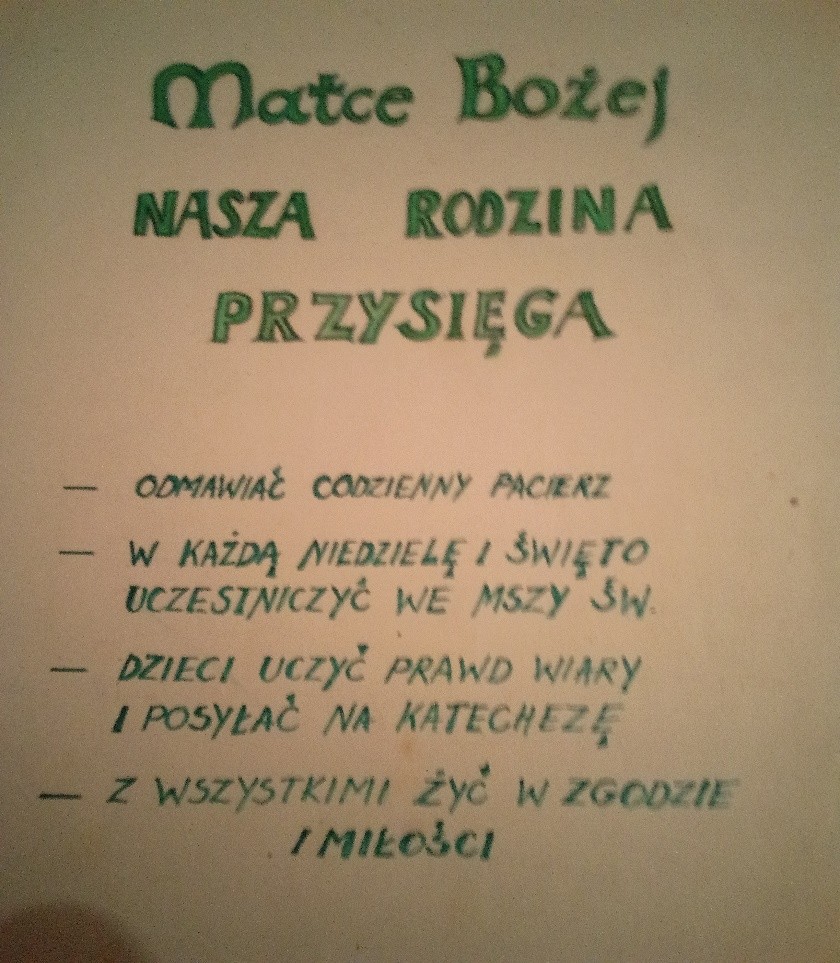 Matce Bożej
NASZA RODZINA
PRZYSIĘGA
— ODMAWIAĆ CODZIENNY PACIERZ
— W KAŻDĄ NIEDZIELĘ I ŚWIĘTO
UCZESTNICZYĆ WE MSZY ŚW.
— DZIECI UCZYĆ PRAWD WIARY
I POSYŁAĆ NA KATECHEZĘ
— Z WSZYSTKIMI ŻYĆ W ZGODZIE
I MIŁOŚCI